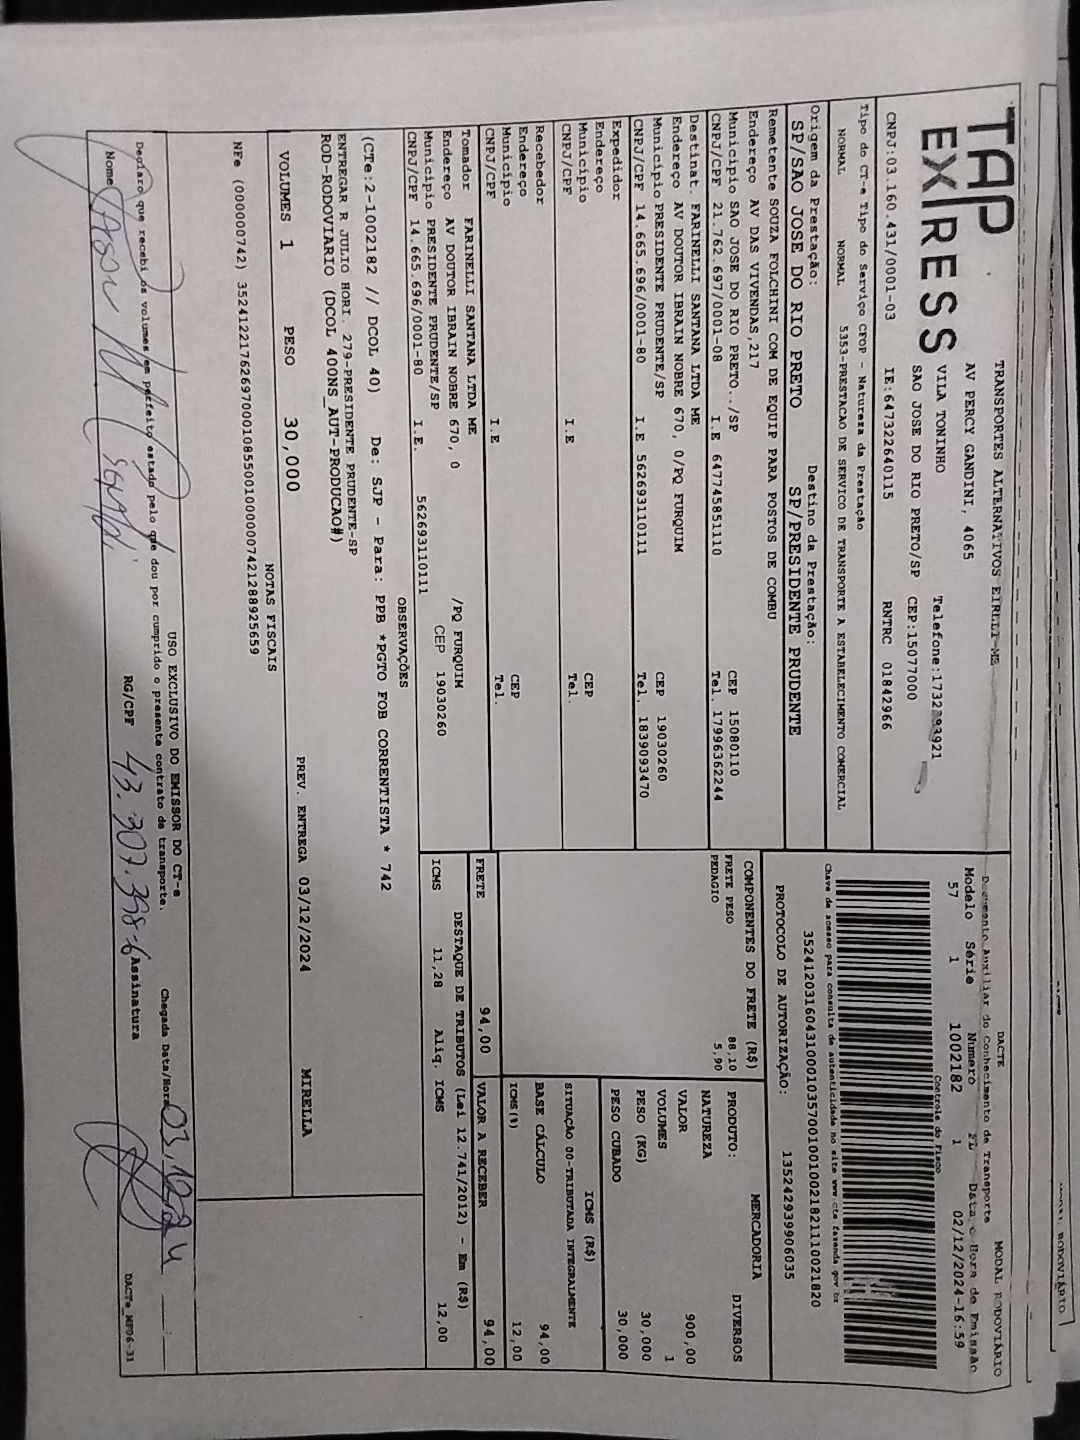 TAP
EXPRESS
TRANSPORTES ALTERNATIVOS EIRLLI-ME
AV PERCY GANDINI, 4065
VILA TONINHO
Telefone:1732
SAO JOSE DO RIO PRETO/SP CEP:15077000
CNPJ:03.160.431/0001-03 IE:647322640115 RNTRC 01842966
Tipo do CT-e Tipo do Serviço CFOP - Natureza da Prestação
NORMAL NORMAL 5353-PRESTACAO DE SERVICO DE TRANSPORTE A ESTABELECIMENTO COMERCIAL
Origem da Prestação: Destino da Prestação:
SP/SAO JOSE DO RIO PRETO SP/PRESIDENTE PRUDENTE
Remetente SOUZA FOLCHINI COM DE EQUIP PARA POSTOS DE COMBU
Endereço AV DAS VIVENDAS,217
Municipio SAO JOSE DO RIO PRETO../SP CEP 15080110
CNPJ/CPF 21.762.697/0001-08 I.E 647745851110 Tel. 17996362244
Destinat. FARINELLI SANTANA LTDA ME
Endereço AV DOUTOR IBRAIN NOBRE 670, 0/PQ FURQUIM
Municipio PRESIDENTE PRUDENTE/SP CEP 19030260
CNPJ/CPF 14.665.696/0001-80 I.E 562693110111 Tel. 1839093470
Expedidor
Endereço
Municipio CEP
CNPJ/CPF I.E Tel.
Recebedor
Endereço
Municipio CEP
CNPJ/CPF I.E Tel.
Tomador FARINELLI SANTANA LTDA ME
Endereço AV DOUTOR IBRAIN NOBRE 670, 0 /PQ FURQUIM
Municipio PRESIDENTE PRUDENTE/SP CEP 19030260
CNPJ/CPF 14.665.696/0001-80 I.E. 562693110111
DACTE MODAL RODOVIÁRIO
Documento Auxiliar do Conhecimento de Transporte
Modelo Série Numero FL Data e Hora de Emissão
57 1 1002182 1 02/12/2024-16:59
Controle do Fisco
Chave de acesso para consulta de autenticidade no site www.cte.fazenda.gov.br
35241203160431000103570010010021821110021820
PROTOCOLO DE AUTORIZAÇÃO: 135242939906035
COMPONENTES DO FRETE (R$)
FRETE PESO 88,10
PEDAGIO 5,90
MERCADORIA
PRODUTO: DIVERSOS
NATUREZA
VALOR 900,00
VOLUMES 1
PESO (KG) 30,000
PESO CUBADO 30,000
ICMS (R$)
SITUAÇÃO 00-TRIBUTADA INTEGRALMENTE
BASE CÁLCULO 94,00
ICMS(%) 12,00
FRETE 94,00 VALOR A RECEBER 94,00
DESTAQUE DE TRIBUTOS (Lei 12.741/2012) - Em (R$)
ICMS 11,28 Aliq. ICMS 12,00
OBSERVAÇÕES
(CTe:2-1002182 // DCOL 40) De: SJP - Para: PPB *PGTO FOB CORRENTISTA * 742
ENTREGAR R JULIO HORI. 279-PRESIDENTE PRUDENTE-SP
ROD-RODOVIARIO (DCOL 400NS_AUT-PRODUCAO#)
VOLUMES 1 PESO 30,000 PREV. ENTREGA 03/12/2024 MIRELLA
NOTAS FISCAIS
NFe (000000742) 35241221762697000108550010000007421288925659
USO EXCLUSIVO DO EMISSOR DO CT-e
Declaro que recebi os volumes em perfeito estado pelo que dou por cumprido o presente contrato de transporte. Chegada Data/Hora 03,12,24
Nome RG/CPF 43.307.398-6 Assinatura
DACTe_MP06-31
MODAL RODOVIÁRIO